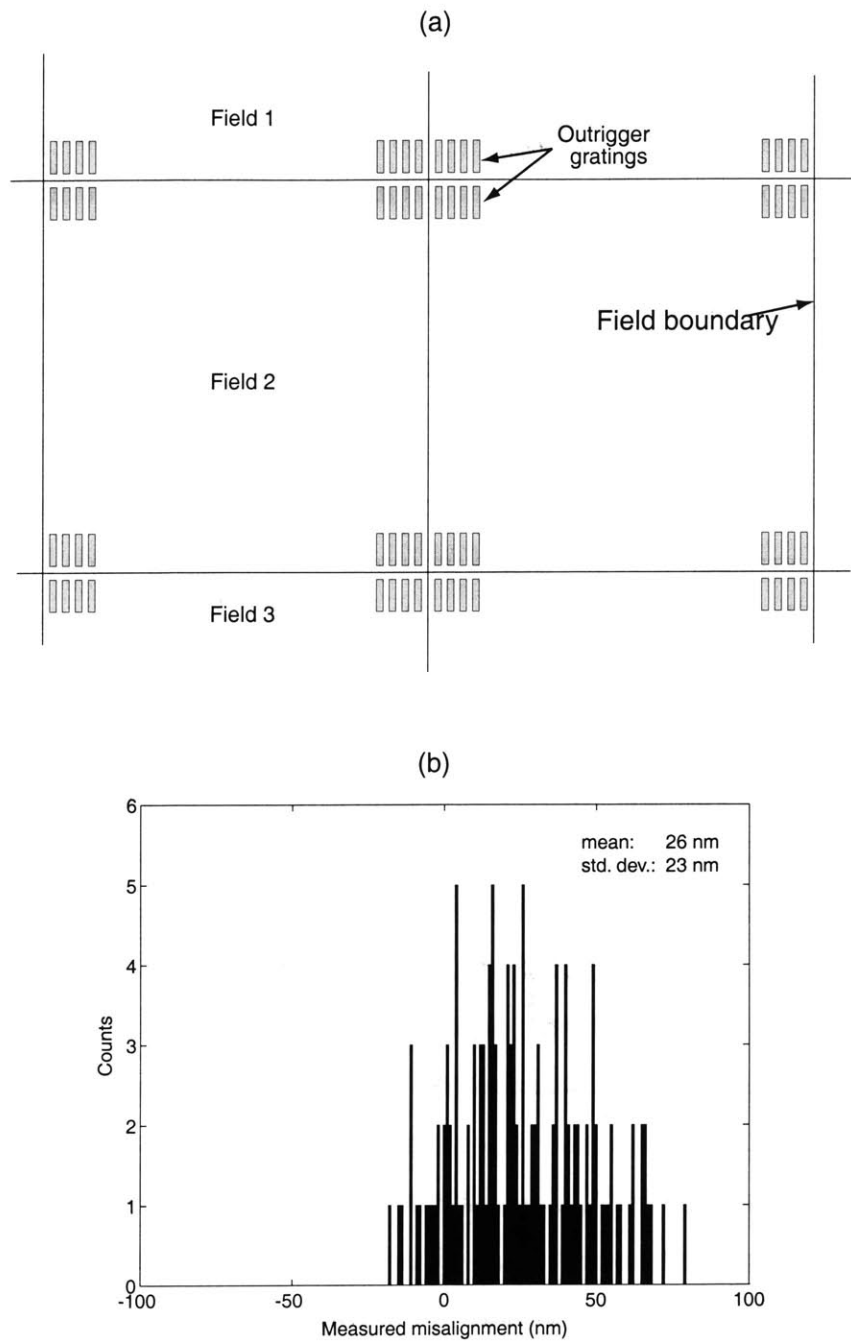 (a)
Field 1
Outrigger
gratings
Field boundary
Field 2
Field 3
(b)
6
mean: 26 nm
std. dev.: 23 nm
5
4
3
2
1
0
Counts
-100
-50
0
50
100
Measured misalignment (nm)